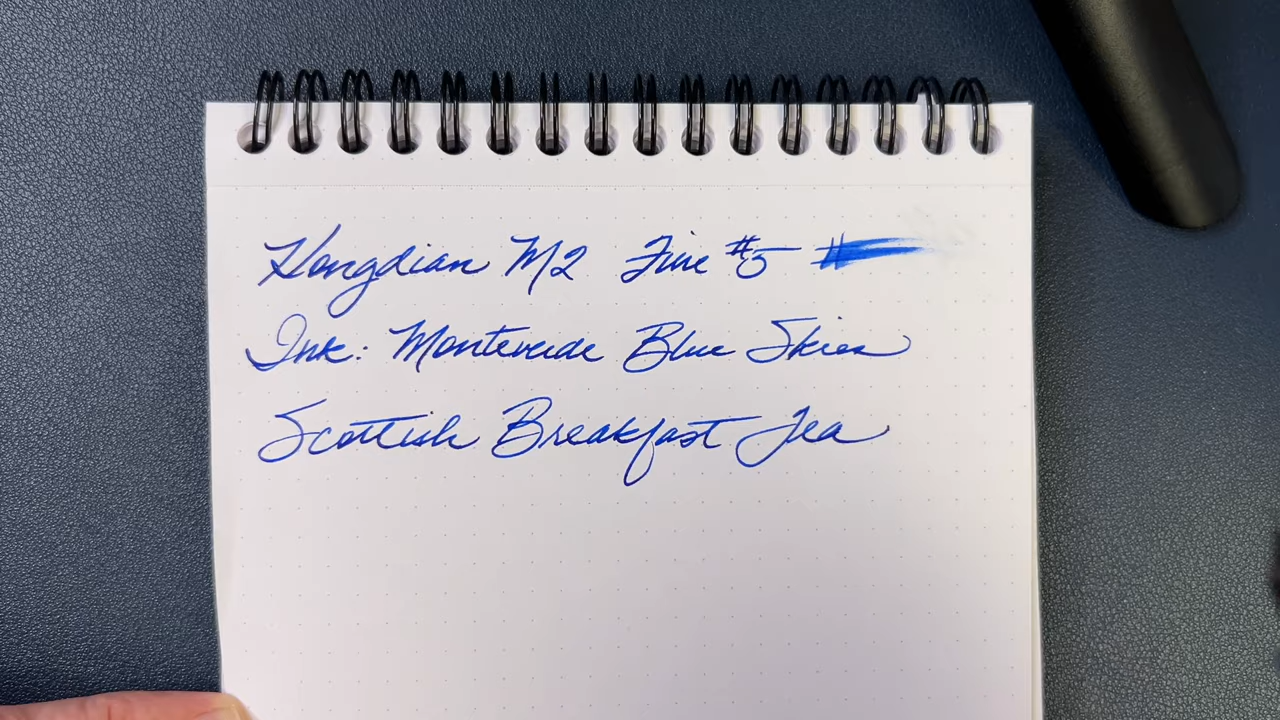 Hongdian M2 Fine #5
Ink: Monteverde Blue Skies
Scottish Breakfast Tea